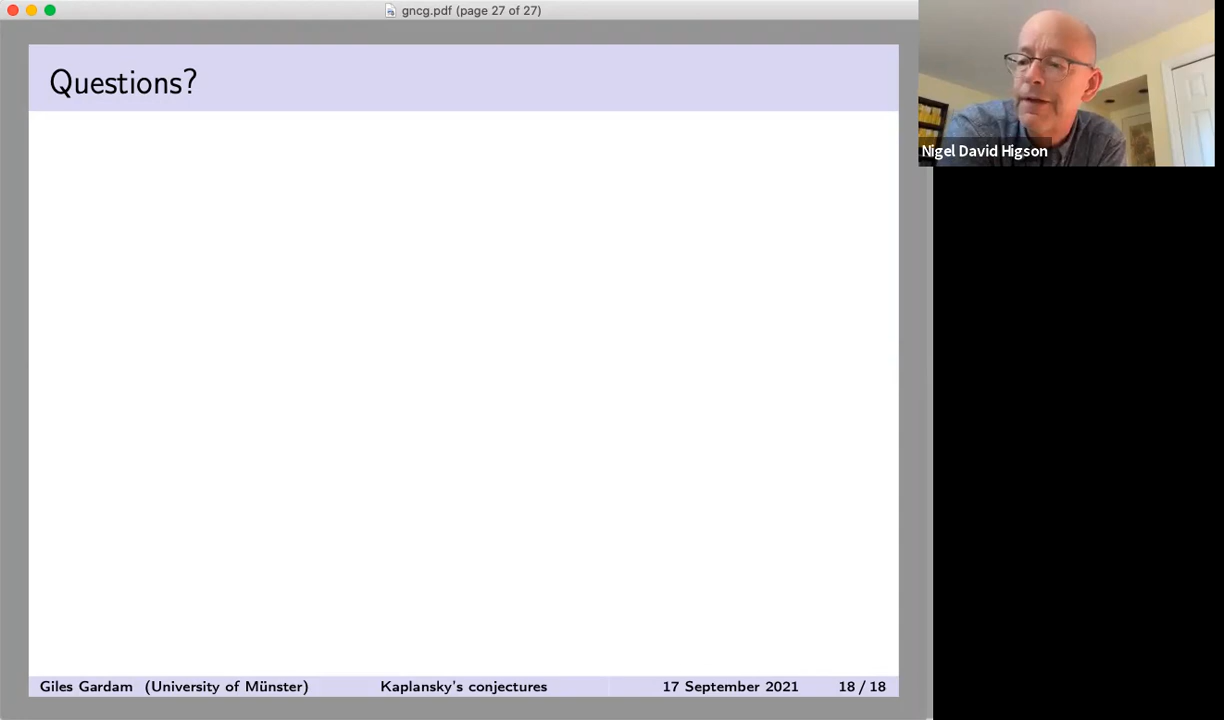 gncg.pdf (page 27 of 27)
Questions?
Nigel David Higson
Giles Gardam (University of Münster) Kaplansky's conjectures 17 September 2021 18 / 18